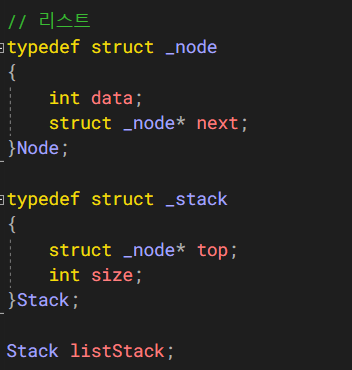 // 리스트
typedef struct _node
{
    int data;
    struct _node* next;
}Node;
typedef struct _stack
{
    struct _node* top;
    int size;
}Stack;
Stack listStack;